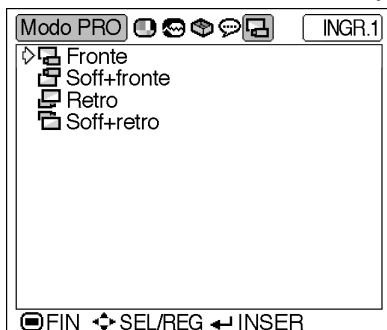 Modo PRO INGR.1
Fronte
Soff+fronte
Retro
Soff+retro
FIN SEL/REG INSER